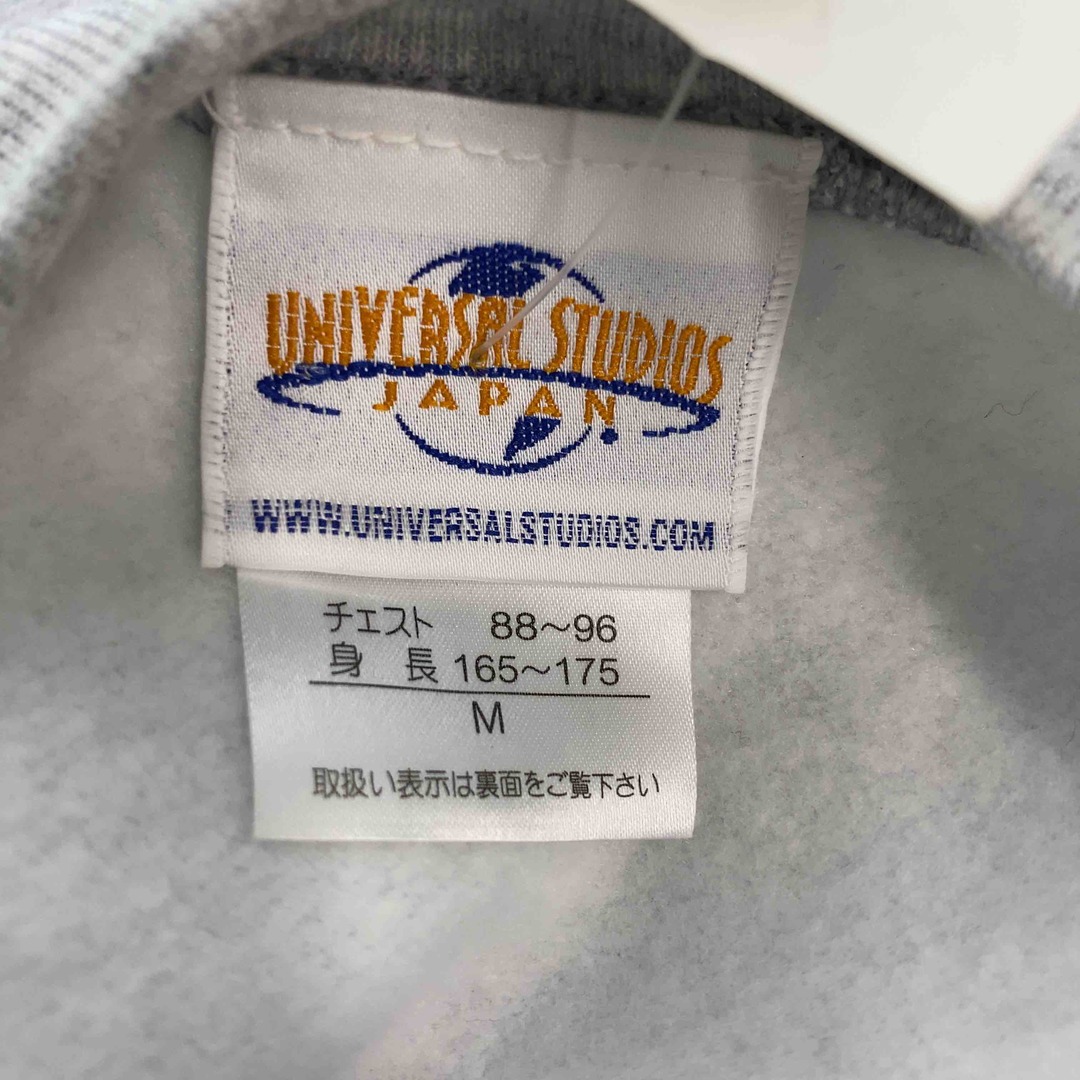 UNIVERSAL STUDIOS
JAPAN
WWW.UNIVERSALSTUDIOS.COM
チェスト 88～96
身 長 165～175
M
取扱い表示は裏面をご覧下さい